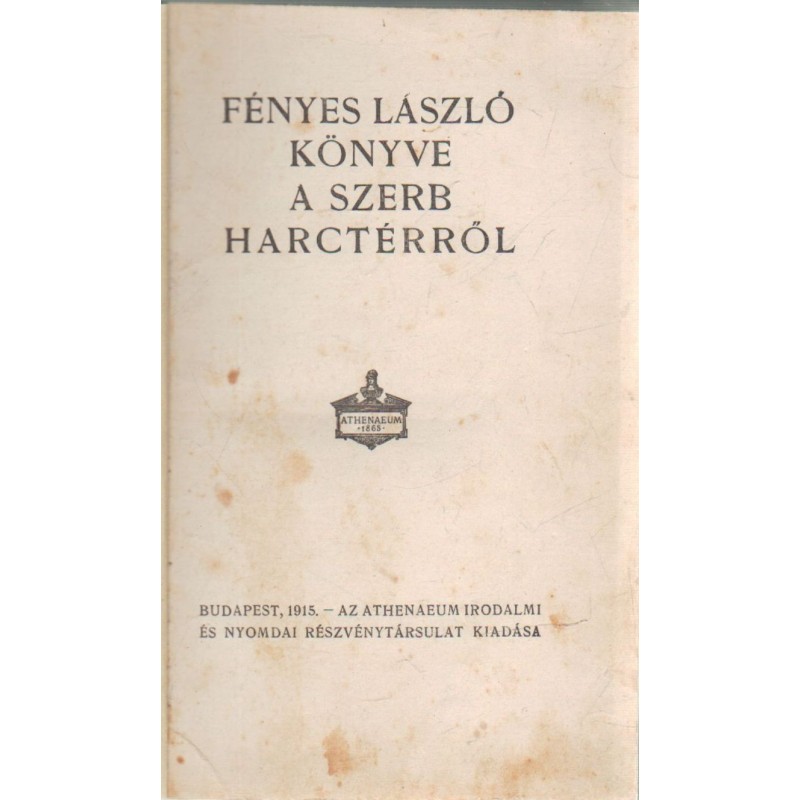 FÉNYES LÁSZLÓ
KÖNYVE
A SZERB
HARCTÉRRŐL
ATHENAEUM
·1868·
BUDAPEST, 1915. — AZ ATHENAEUM IRODALMI
ÉS NYOMDAI RÉSZVÉNYTÁRSULAT KIADÁSA